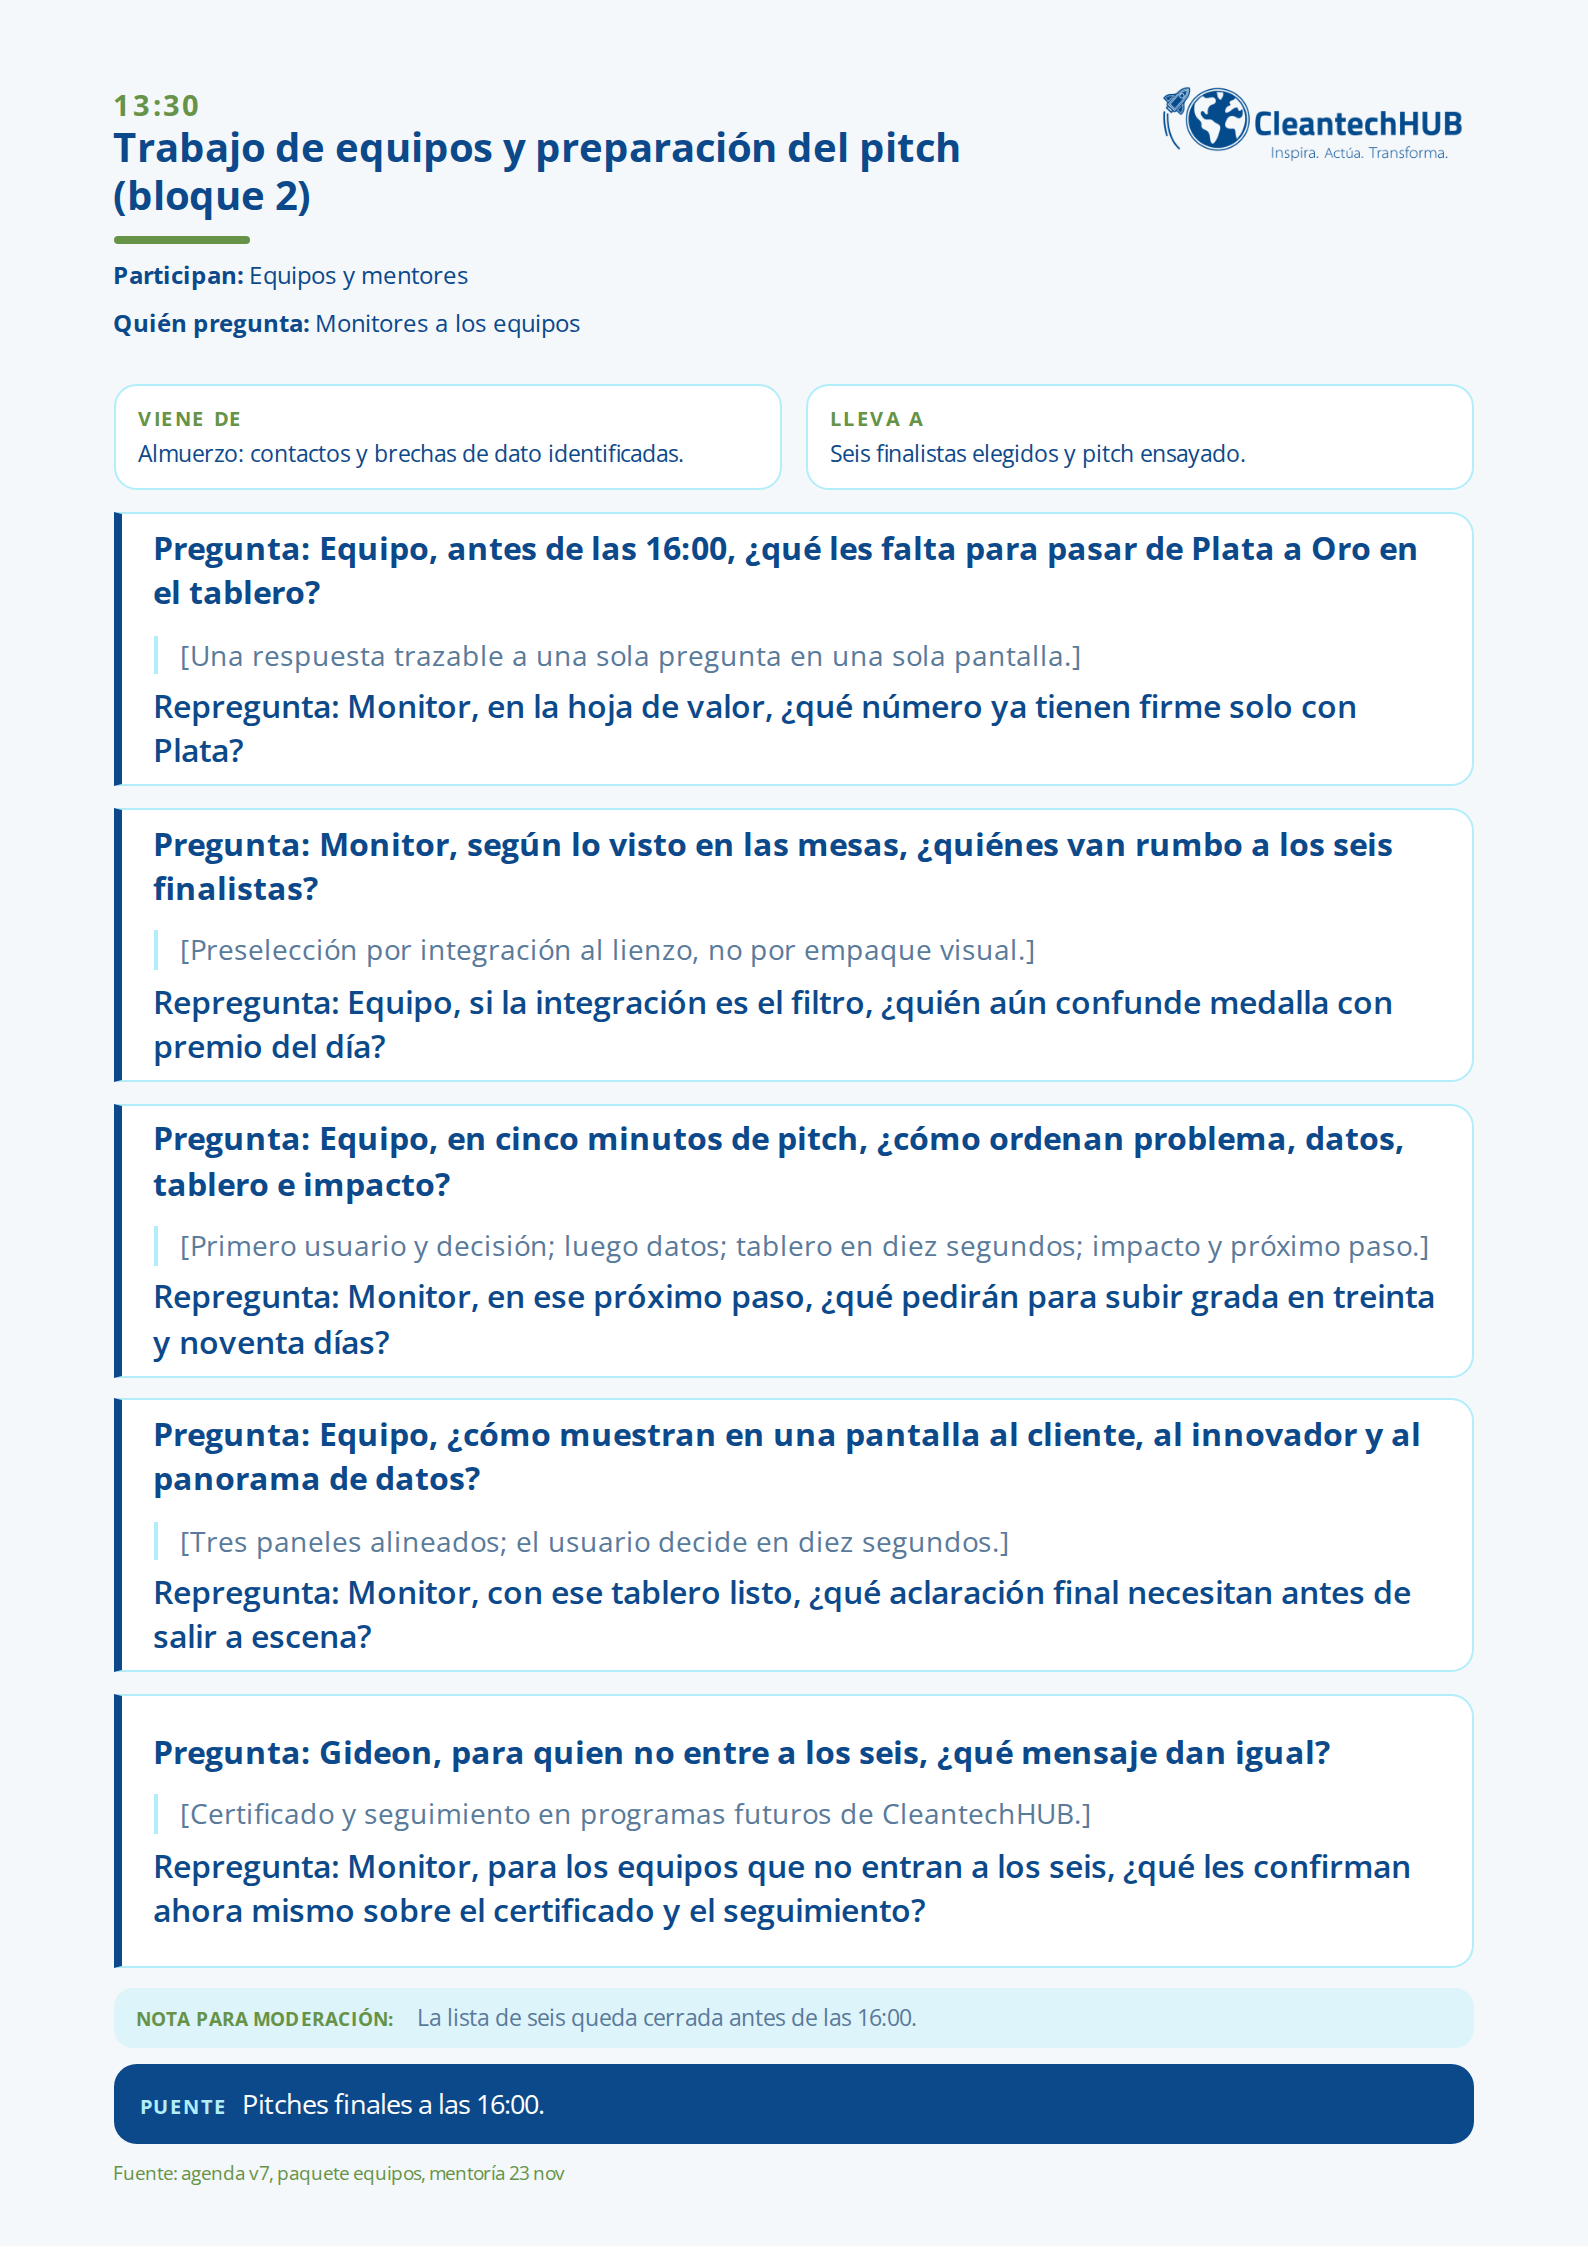 13:30
Trabajo de equipos y preparación del pitch
(bloque 2)
CleantechHUB
Inspira. Actúa. Transforma.
Participan: Equipos y mentores
Quién pregunta: Monitores a los equipos
VIENE DE
Almuerzo: contactos y brechas de dato identificadas.
LLEVA A
Seis finalistas elegidos y pitch ensayado.
Pregunta: Equipo, antes de las 16:00, ¿qué les falta para pasar de Plata a Oro en
el tablero?
[Una respuesta trazable a una sola pregunta en una sola pantalla.]
Repregunta: Monitor, en la hoja de valor, ¿qué número ya tienen firme solo con
Plata?
Pregunta: Monitor, según lo visto en las mesas, ¿quiénes van rumbo a los seis
finalistas?
[Preselección por integración al lienzo, no por empaque visual.]
Repregunta: Equipo, si la integración es el filtro, ¿quién aún confunde medalla con
premio del día?
Pregunta: Equipo, en cinco minutos de pitch, ¿cómo ordenan problema, datos,
tablero e impacto?
[Primero usuario y decisión; luego datos; tablero en diez segundos; impacto y próximo paso.]
Repregunta: Monitor, en ese próximo paso, ¿qué pedirán para subir grada en treinta
y noventa días?
Pregunta: Equipo, ¿cómo muestran en una pantalla al cliente, al innovador y al
panorama de datos?
[Tres paneles alineados; el usuario decide en diez segundos.]
Repregunta: Monitor, con ese tablero listo, ¿qué aclaración final necesitan antes de
salir a escena?
Pregunta: Gideon, para quien no entre a los seis, ¿qué mensaje dan igual?
[Certificado y seguimiento en programas futuros de CleantechHUB.]
Repregunta: Monitor, para los equipos que no entran a los seis, ¿qué les confirman
ahora mismo sobre el certificado y el seguimiento?
NOTA PARA MODERACIÓN: La lista de seis queda cerrada antes de las 16:00.
PUENTE Pitches finales a las 16:00.
Fuente: agenda v7, paquete equipos, mentoría 23 nov